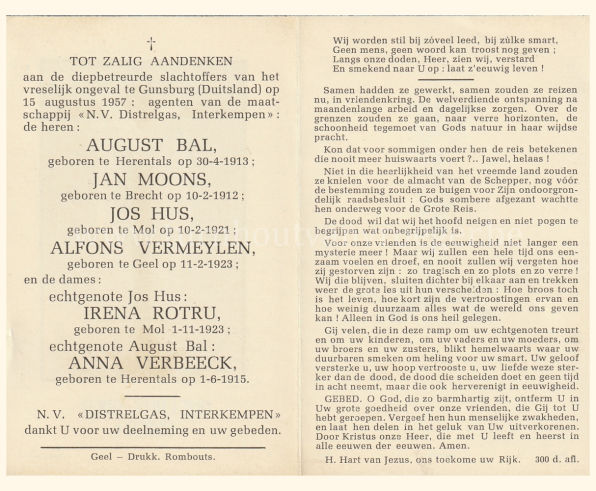 TOT ZALIG AANDENKEN
aan de diepbetreurde slachtoffers van het
vreselijk ongeval te Gunsburg (Duitsland) op
15 augustus 1957 : agenten van de maat-
schappij «N.V. Distrelgas, Interkempen» :
de heren :
AUGUST BAL,
geboren te Herentals op 30-4-1913 ;
JAN MOONS,
geboren te Brecht op 10-2-1912 ;
JOS HUS,
geboren te Mol op 10-2-1921 ;
ALFONS VERMEYLEN,
geboren te Geel op 11-2-1923 ;
en de dames :
echtgenote Jos Hus :
IRENA ROTRU,
geboren te Mol 1-11-1923 ;
echtgenote August Bal :
ANNA VERBEECK,
geboren te Herentals op 1-6-1915.
N.V. «DISTRELGAS, INTERKEMPEN»
dankt U voor uw deelneming en uw gebeden.
Geel – Drukk. Rombouts.
Wij worden stil bij zóveel leed, bij zùlke smart,
Geen mens, geen woord kan troost nog geven ;
Langs onze doden, Heer, zien wij, verstard
En smekend naar U op : laat z'eeuwig leven !
Samen hadden ze gewerkt, samen zouden ze reizen
nu, in vriendenkring. De welverdiende ontspanning na
maandenlange arbeid en dagelijkse zorgen. Over de
grenzen zouden ze gaan, naar verre horizonten, de
schoonheid tegemoet van Gods natuur in haar wijdse
pracht.
Kon dat voor sommigen onder hen de reis betekenen
die nooit meer huiswaarts voert ?.. Jawel, helaas !
Niet in die heerlijkheid van het vreemde land zouden
ze knielen voor de almacht van de Schepper, nog vóór
de bestemming zouden ze buigen voor Zijn ondoorgron-
delijk raadsbesluit : Gods sombere afgezant wachtte
hen onderweg voor de Grote Reis.
De dood wil dat wij het hoofd neigen en niet pogen te
begrijpen wat onbegrijpelijk is.
Voor onze vrienden is de eeuwigheid niet langer een
mysterie meer ! Maar wij zullen een hele tijd ons een-
zaam voelen en droef, en nooit zullen wij vergeten hoe
zij gestorven zijn : zo tragisch en zo plots en zo verre !
Wij die blijven, sluiten dichter bij elkaar aan en trekken
weer de grote les uit hun verscheiden : Hoe broos toch
is het leven, hoe kort zijn de vertroostingen ervan en
hoe weinig duurzaam alles wat de wereld ons geven
kan ! Alleen in God is ons heil gelegen.
Gij velen, die in deze ramp om uw echtgenoten treurt
en om uw kinderen, om uw vaders en uw moeders, om
uw broers en uw zusters, blikt hemelwaarts waar uw
duurbaren smeken om heling voor uw smart. Uw geloof
versterke u, uw hoop vertrooste u, uw liefde weze ster-
ker dan de dood, de dood die scheiden doet en geen tijd
in acht neemt, maar die ook herverenigt in eeuwigheid.
GEBED. O God, die zo barmhartig zijt, ontferm U in
Uw grote goedheid over onze vrienden, die Gij tot U
hebt geroepen. Vergeef hen hun menselijke zwakheden,
en laat hen delen in het geluk van Uw uitverkorenen.
Door Kristus onze Heer, die met U leeft en heerst in
alle eeuwen der eeuwen. Amen.
H. Hart van Jezus, ons toekome uw Rijk. 300 d. afl.